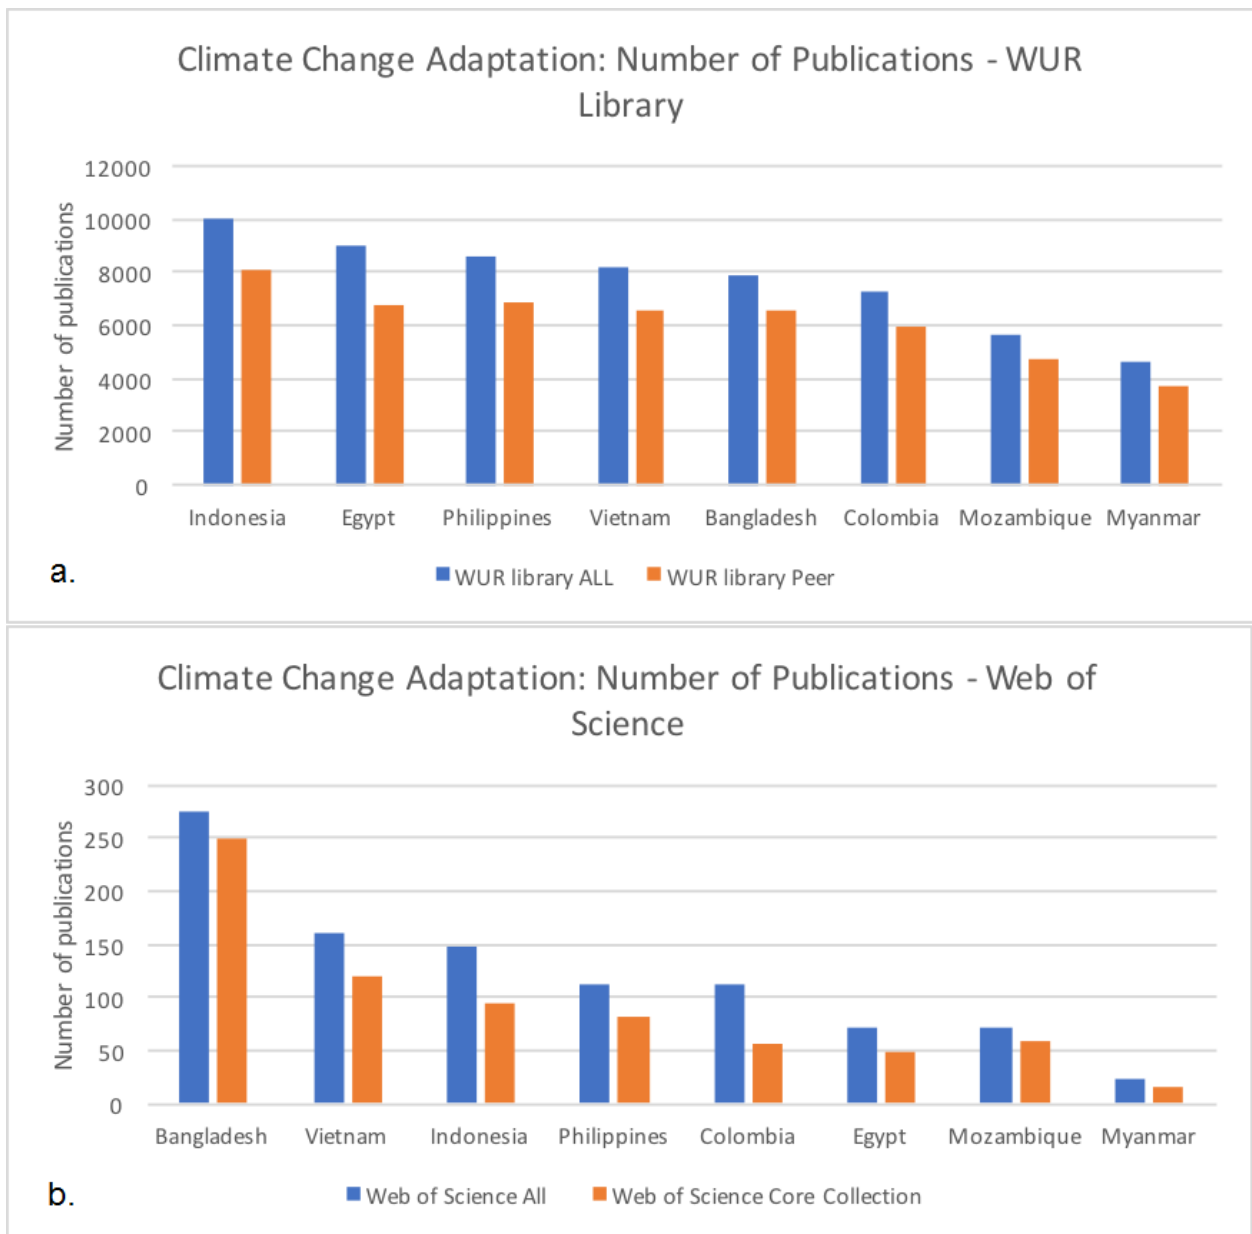 Climate Change Adaptation: Number of Publications - WUR
Library
Number of publications
12000
10000
8000
6000
4000
2000
0
Indonesia Egypt Philippines Vietnam Bangladesh Colombia Mozambique Myanmar
a.
WUR library ALL WUR library Peer
Climate Change Adaptation: Number of Publications - Web of
Science
Number of publications
300
250
200
150
100
50
0
Bangladesh Vietnam Indonesia Philippines Colombia Egypt Mozambique Myanmar
b.
Web of Science All Web of Science Core Collection